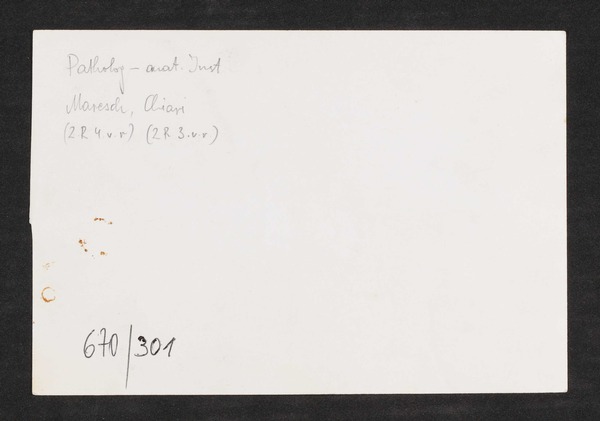 Patholog - anat. Inst
Maresch, Chiari
(2 R 4. v. r.) (2 R 3. v. r.)
670/301